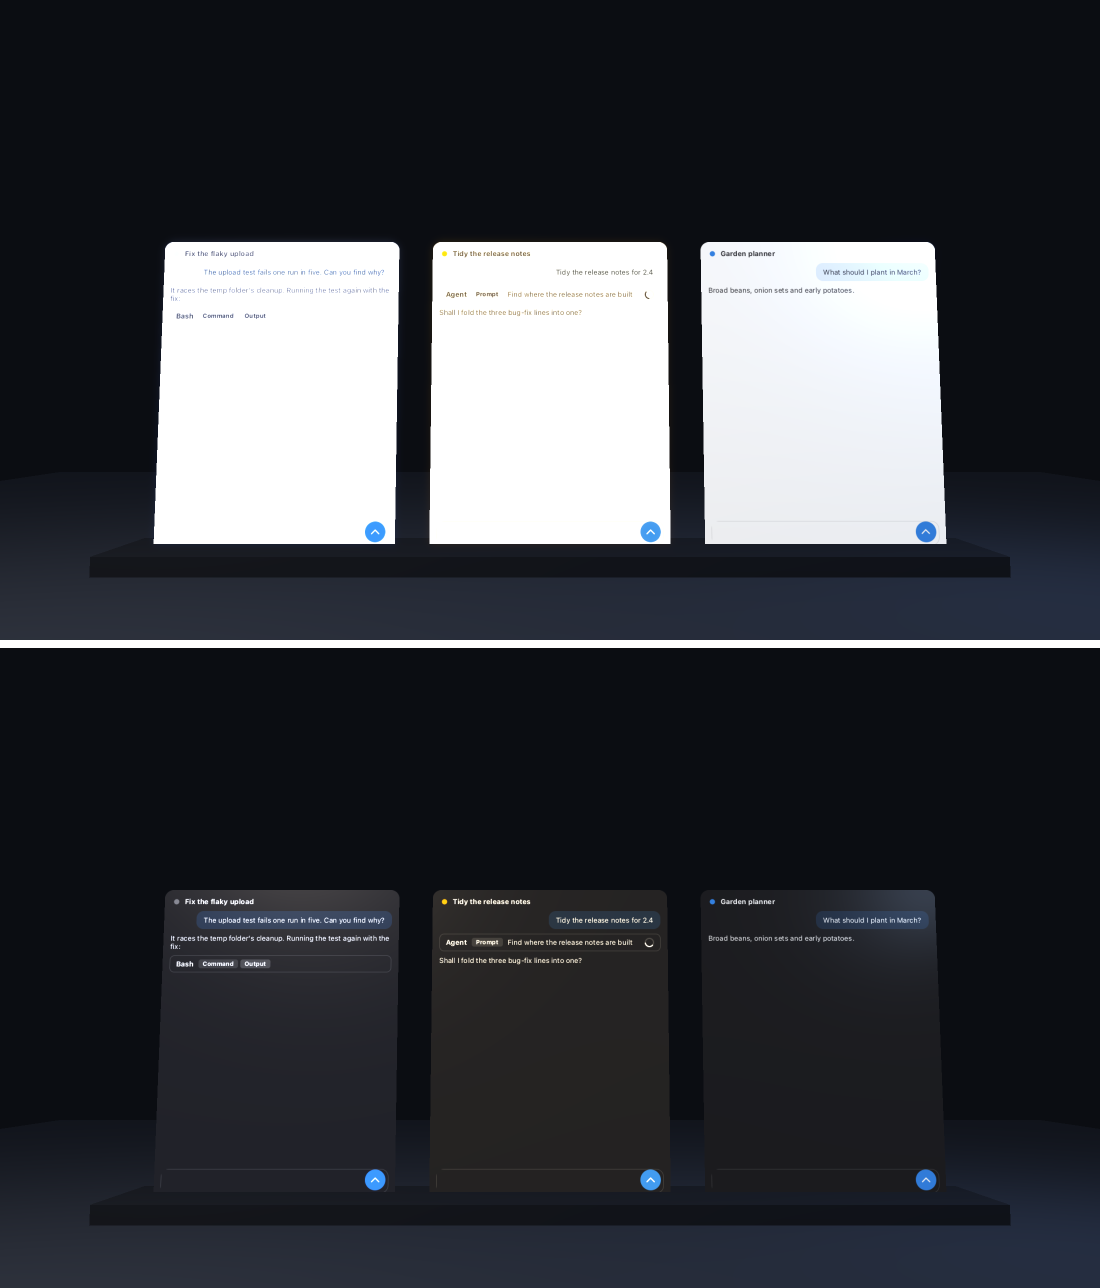 Fix the flaky upload
The upload test fails one run in five. Can you find why?
It races the temp folder's cleanup. Running the test again with the
fix:
Bash Command Output
Tidy the release notes
Tidy the release notes for 2.4
Agent Prompt Find where the release notes are built
Shall I fold the three bug-fix lines into one?
Garden planner
What should I plant in March?
Broad beans, onion sets and early potatoes.
Fix the flaky upload
The upload test fails one run in five. Can you find why?
It races the temp folder's cleanup. Running the test again with the
fix:
Bash Command Output
Tidy the release notes
Tidy the release notes for 2.4
Agent Prompt Find where the release notes are built
Shall I fold the three bug-fix lines into one?
Garden planner
What should I plant in March?
Broad beans, onion sets and early potatoes.